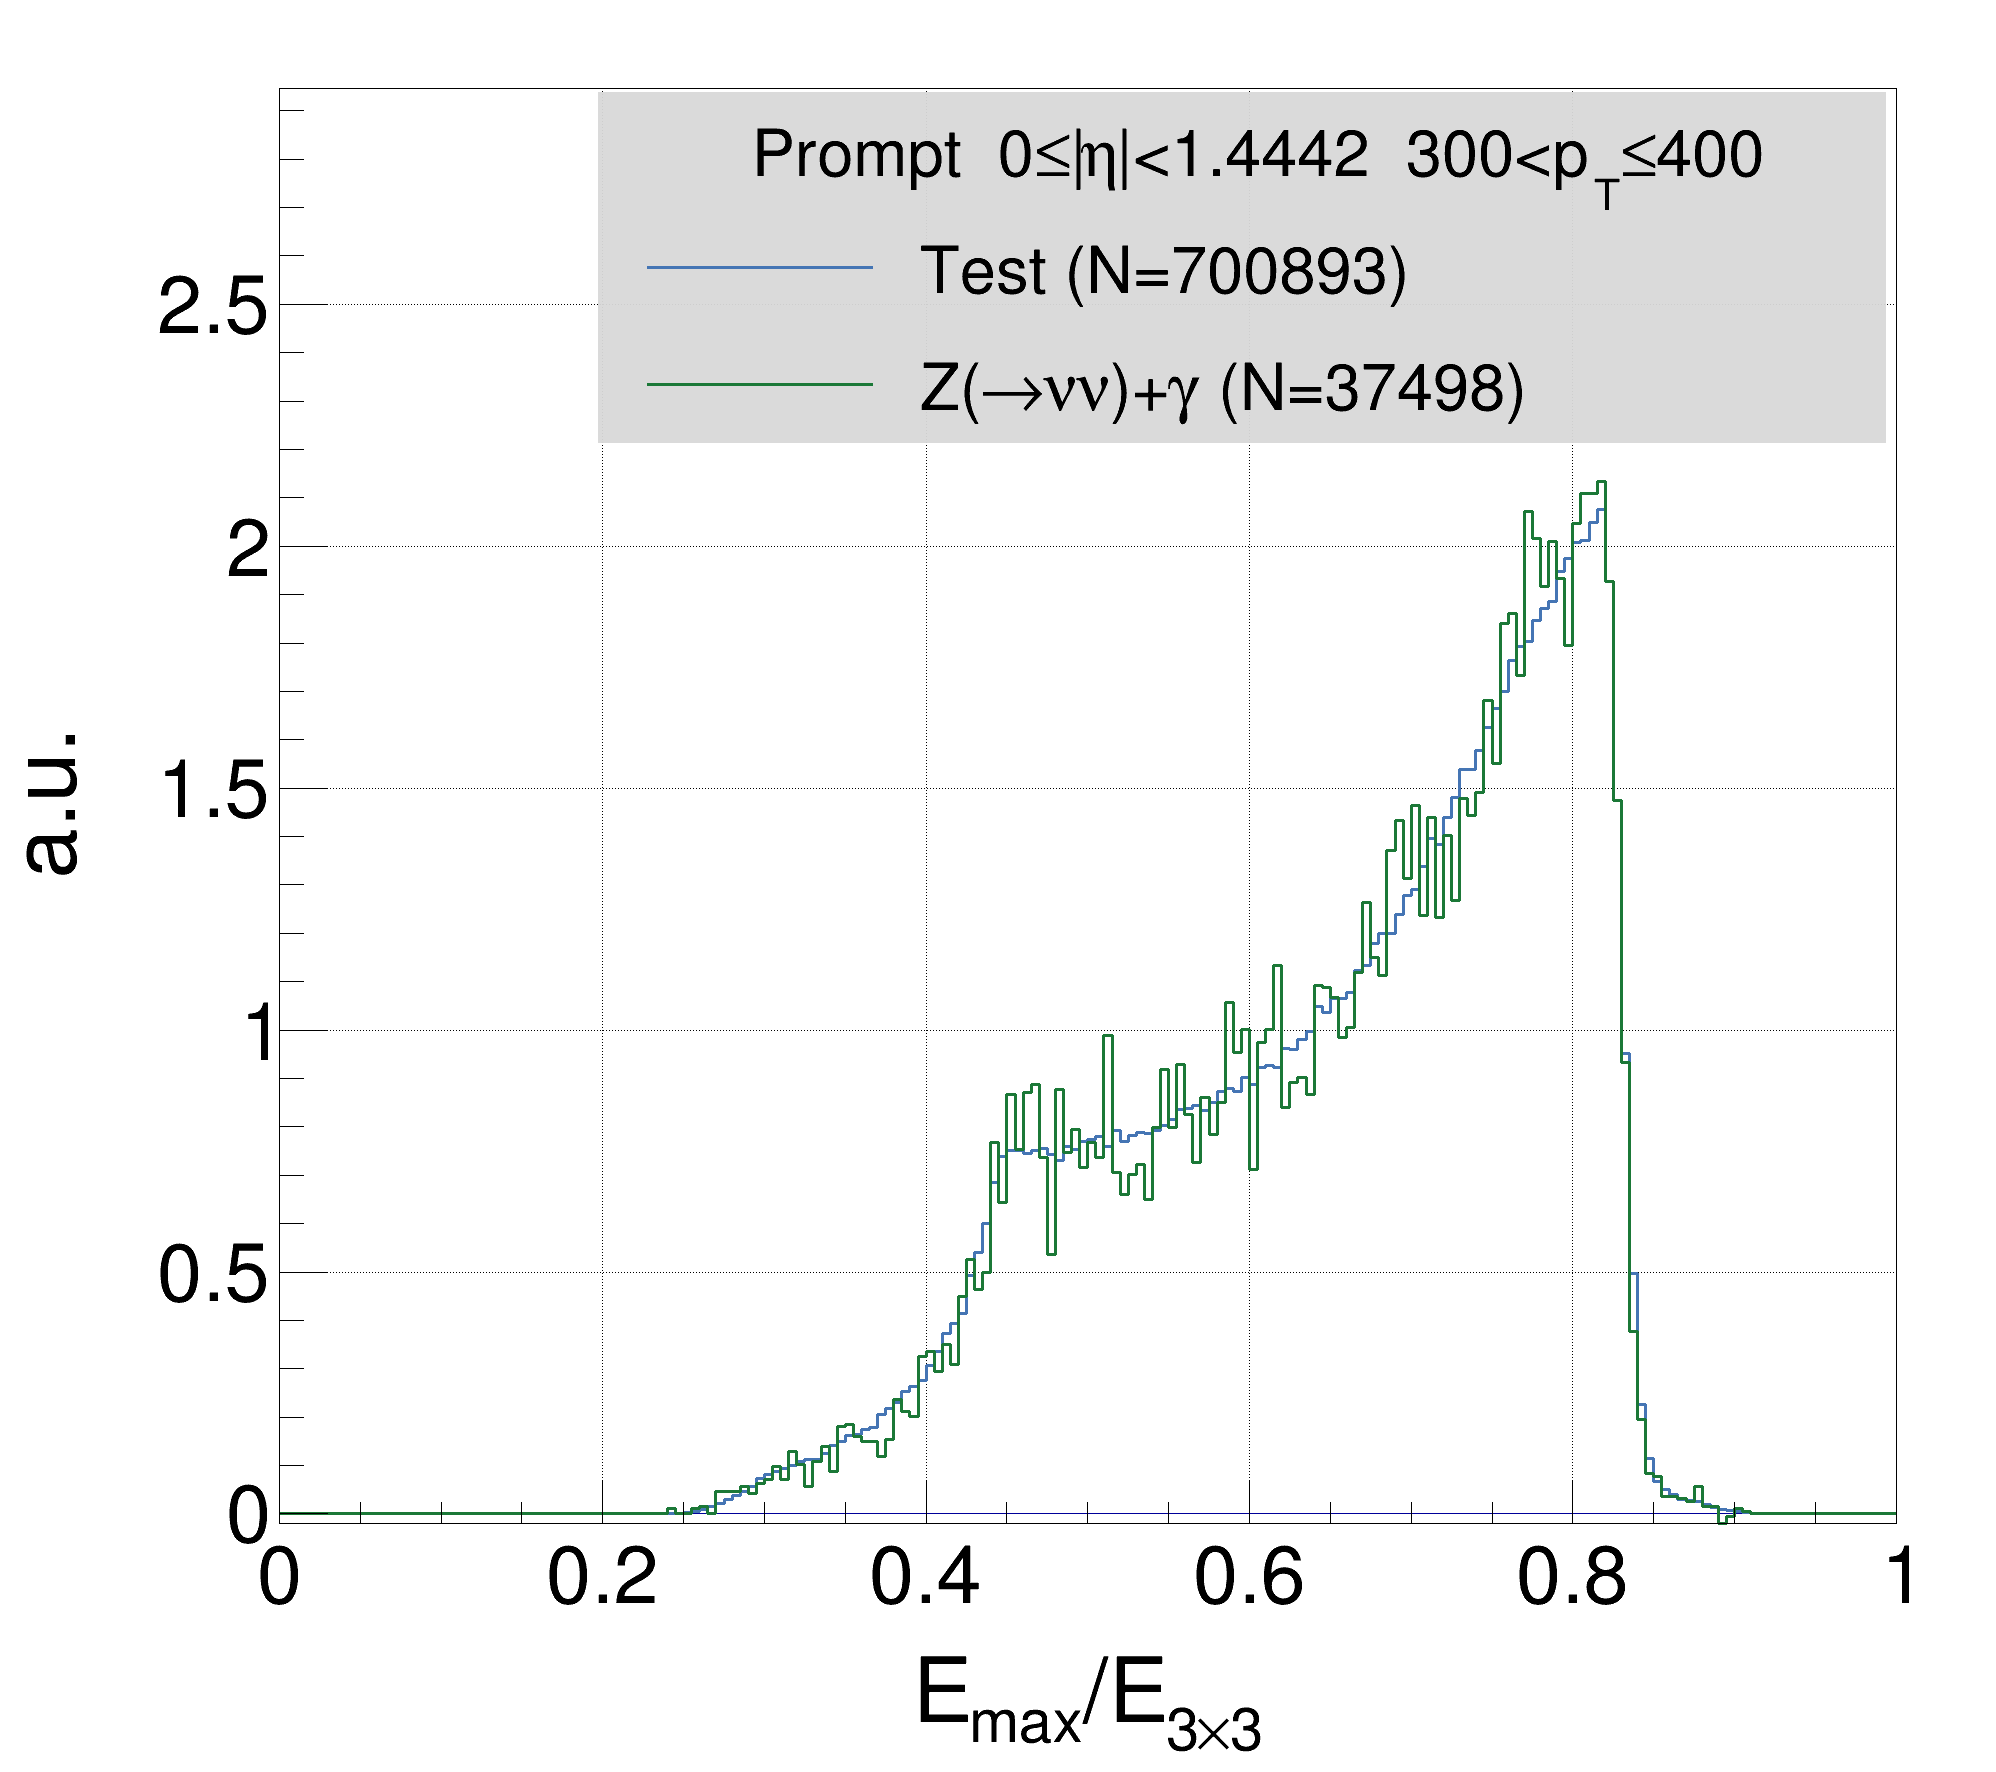 Prompt 0≤|η|<1.4442 300<p_T≤400
Test (N=700893)
Z(→νν)+γ (N=37498)
2.5
2
1.5
1
0.5
0
a.u.
0 0.2 0.4 0.6 0.8 1
E_max/E_3×3